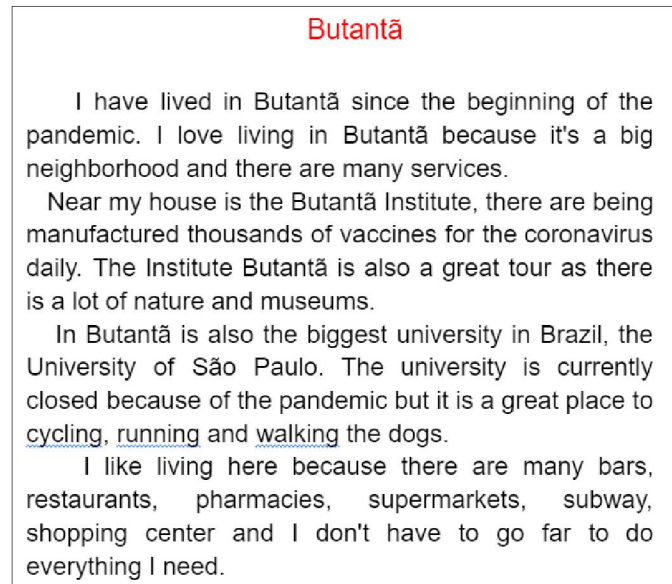 Butantã
I have lived in Butantã since the beginning of the
pandemic. I love living in Butantã because it's a big
neighborhood and there are many services.
Near my house is the Butantã Institute, there are being
manufactured thousands of vaccines for the coronavirus
daily. The Institute Butantã is also a great tour as there
is a lot of nature and museums.
In Butantã is also the biggest university in Brazil, the
University of São Paulo. The university is currently
closed because of the pandemic but it is a great place to
cycling, running and walking the dogs.
I like living here because there are many bars,
restaurants, pharmacies, supermarkets, subway,
shopping center and I don't have to go far to do
everything I need.